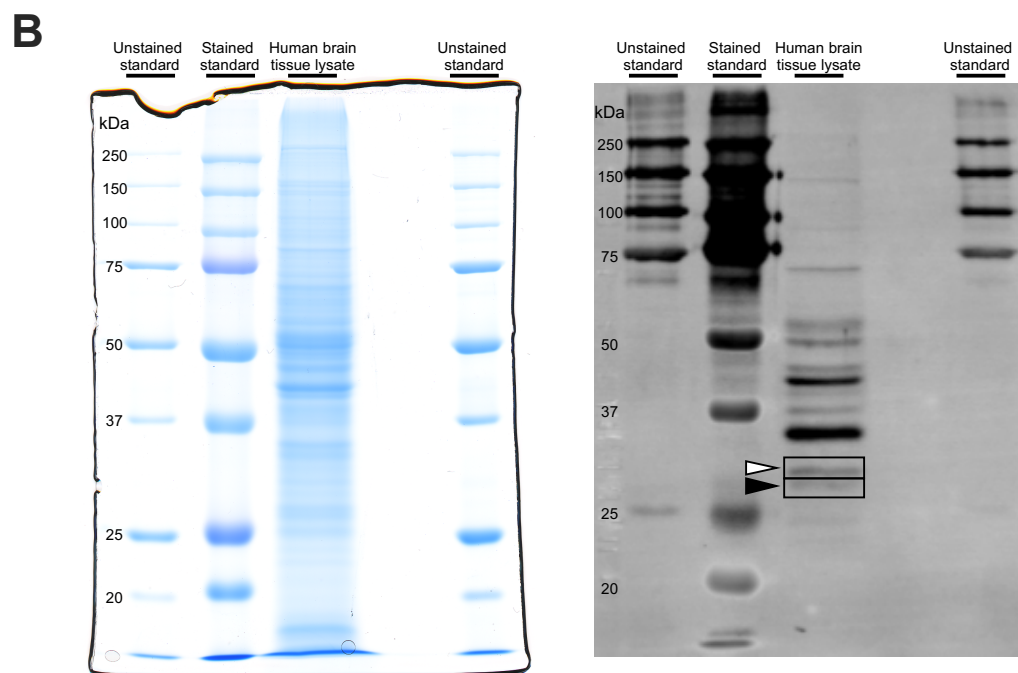 B
Unstained standard
Stained standard
Human brain tissue lysate
Unstained standard
kDa
250
150
100
75
50
37
25
20
Unstained standard
Stained standard
Human brain tissue lysate
Unstained standard
kDa
250
150
100
75
50
37
25
20